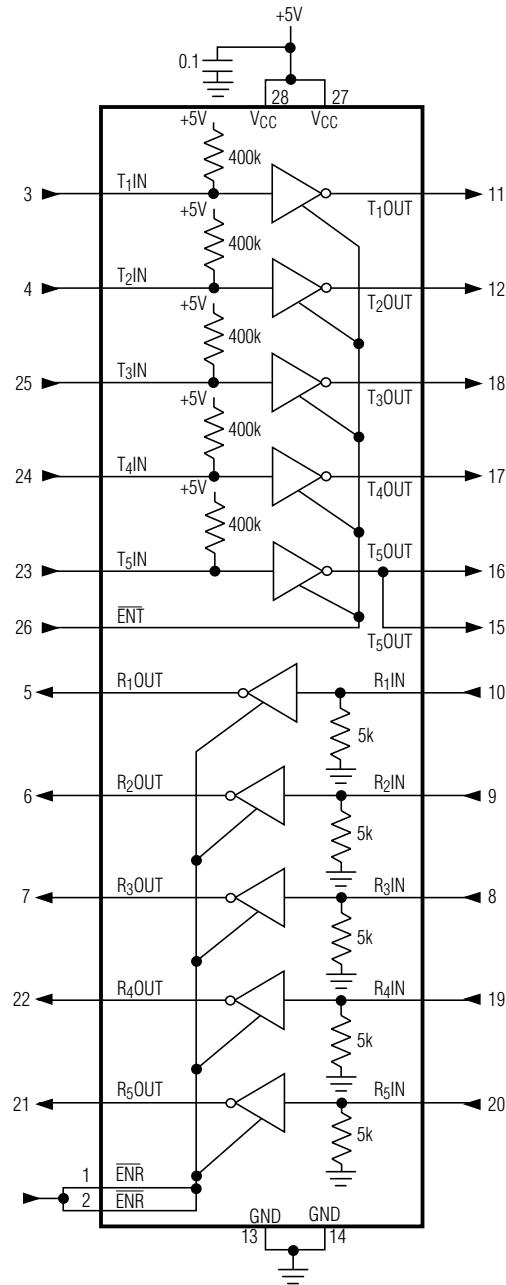 +5V
0.1
28 27
VCC VCC
+5V
400k
3 T1IN T1OUT 11
+5V
400k
4 T2IN T2OUT 12
+5V
400k
25 T3IN T3OUT 18
+5V
400k
24 T4IN T4OUT 17
+5V
400k
23 T5IN T5OUT 16
26 ENT T5OUT 15
5 R1OUT R1IN 10
5k
6 R2OUT R2IN 9
5k
7 R3OUT R3IN 8
5k
22 R4OUT R4IN 19
5k
21 R5OUT R5IN 20
5k
1 ENR
2 ENR
GND GND
13 14